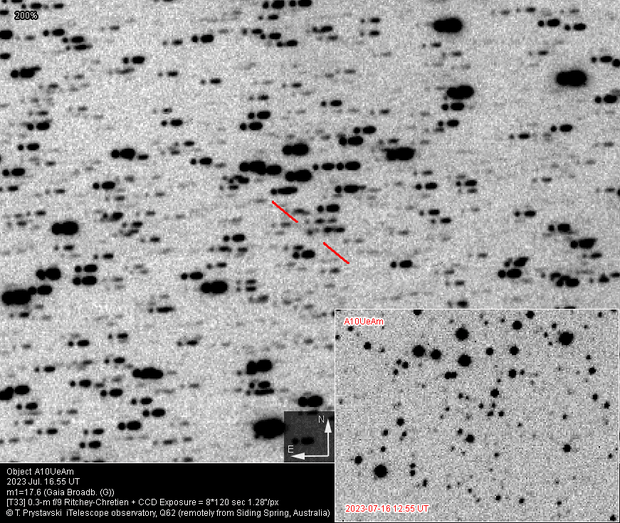 200%
N
E
A10UeAm
2023-07-16 12:55 UT
Object A10UeAm
2023 Jul. 16.55 UT
m1=17.6 (Gaia Broadb. (G))
[T33] 0.3-m f/9 Ritchey-Chretien + CCD Exposure = 8*120 sec 1.28"/px
© T. Prystavski iTelescope observatory, Q62 (remotely from Siding Spring, Australia)